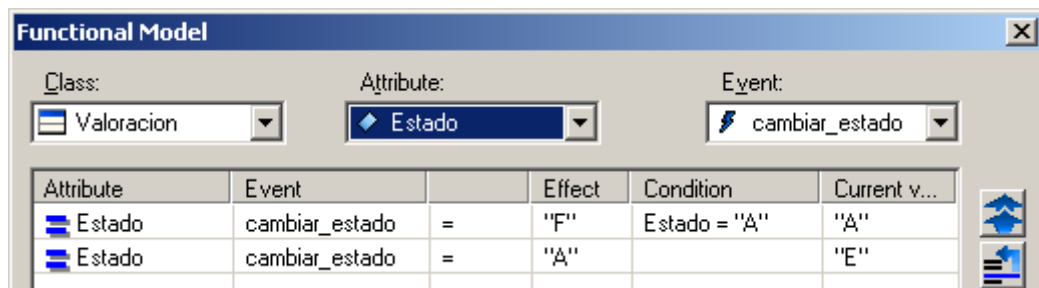 Functional Model
Class: Attribute: Event:
Valoracion Estado cambiar_estado
Attribute Event Effect Condition Current v...
Estado cambiar_estado = "F" Estado = "A" "A"
Estado cambiar_estado = "A" "E"